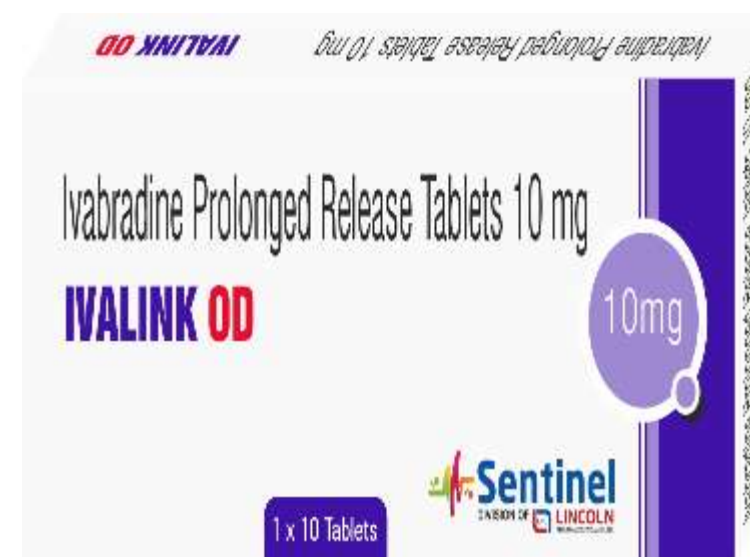 IVALINK OD
Ivabradine Prolonged Release Tablets 10 mg
Ivabradine Prolonged Release Tablets 10 mg
IVALINK OD
10mg
Sentinel
DIVISION OF LINCOLN
1 x 10 Tablets